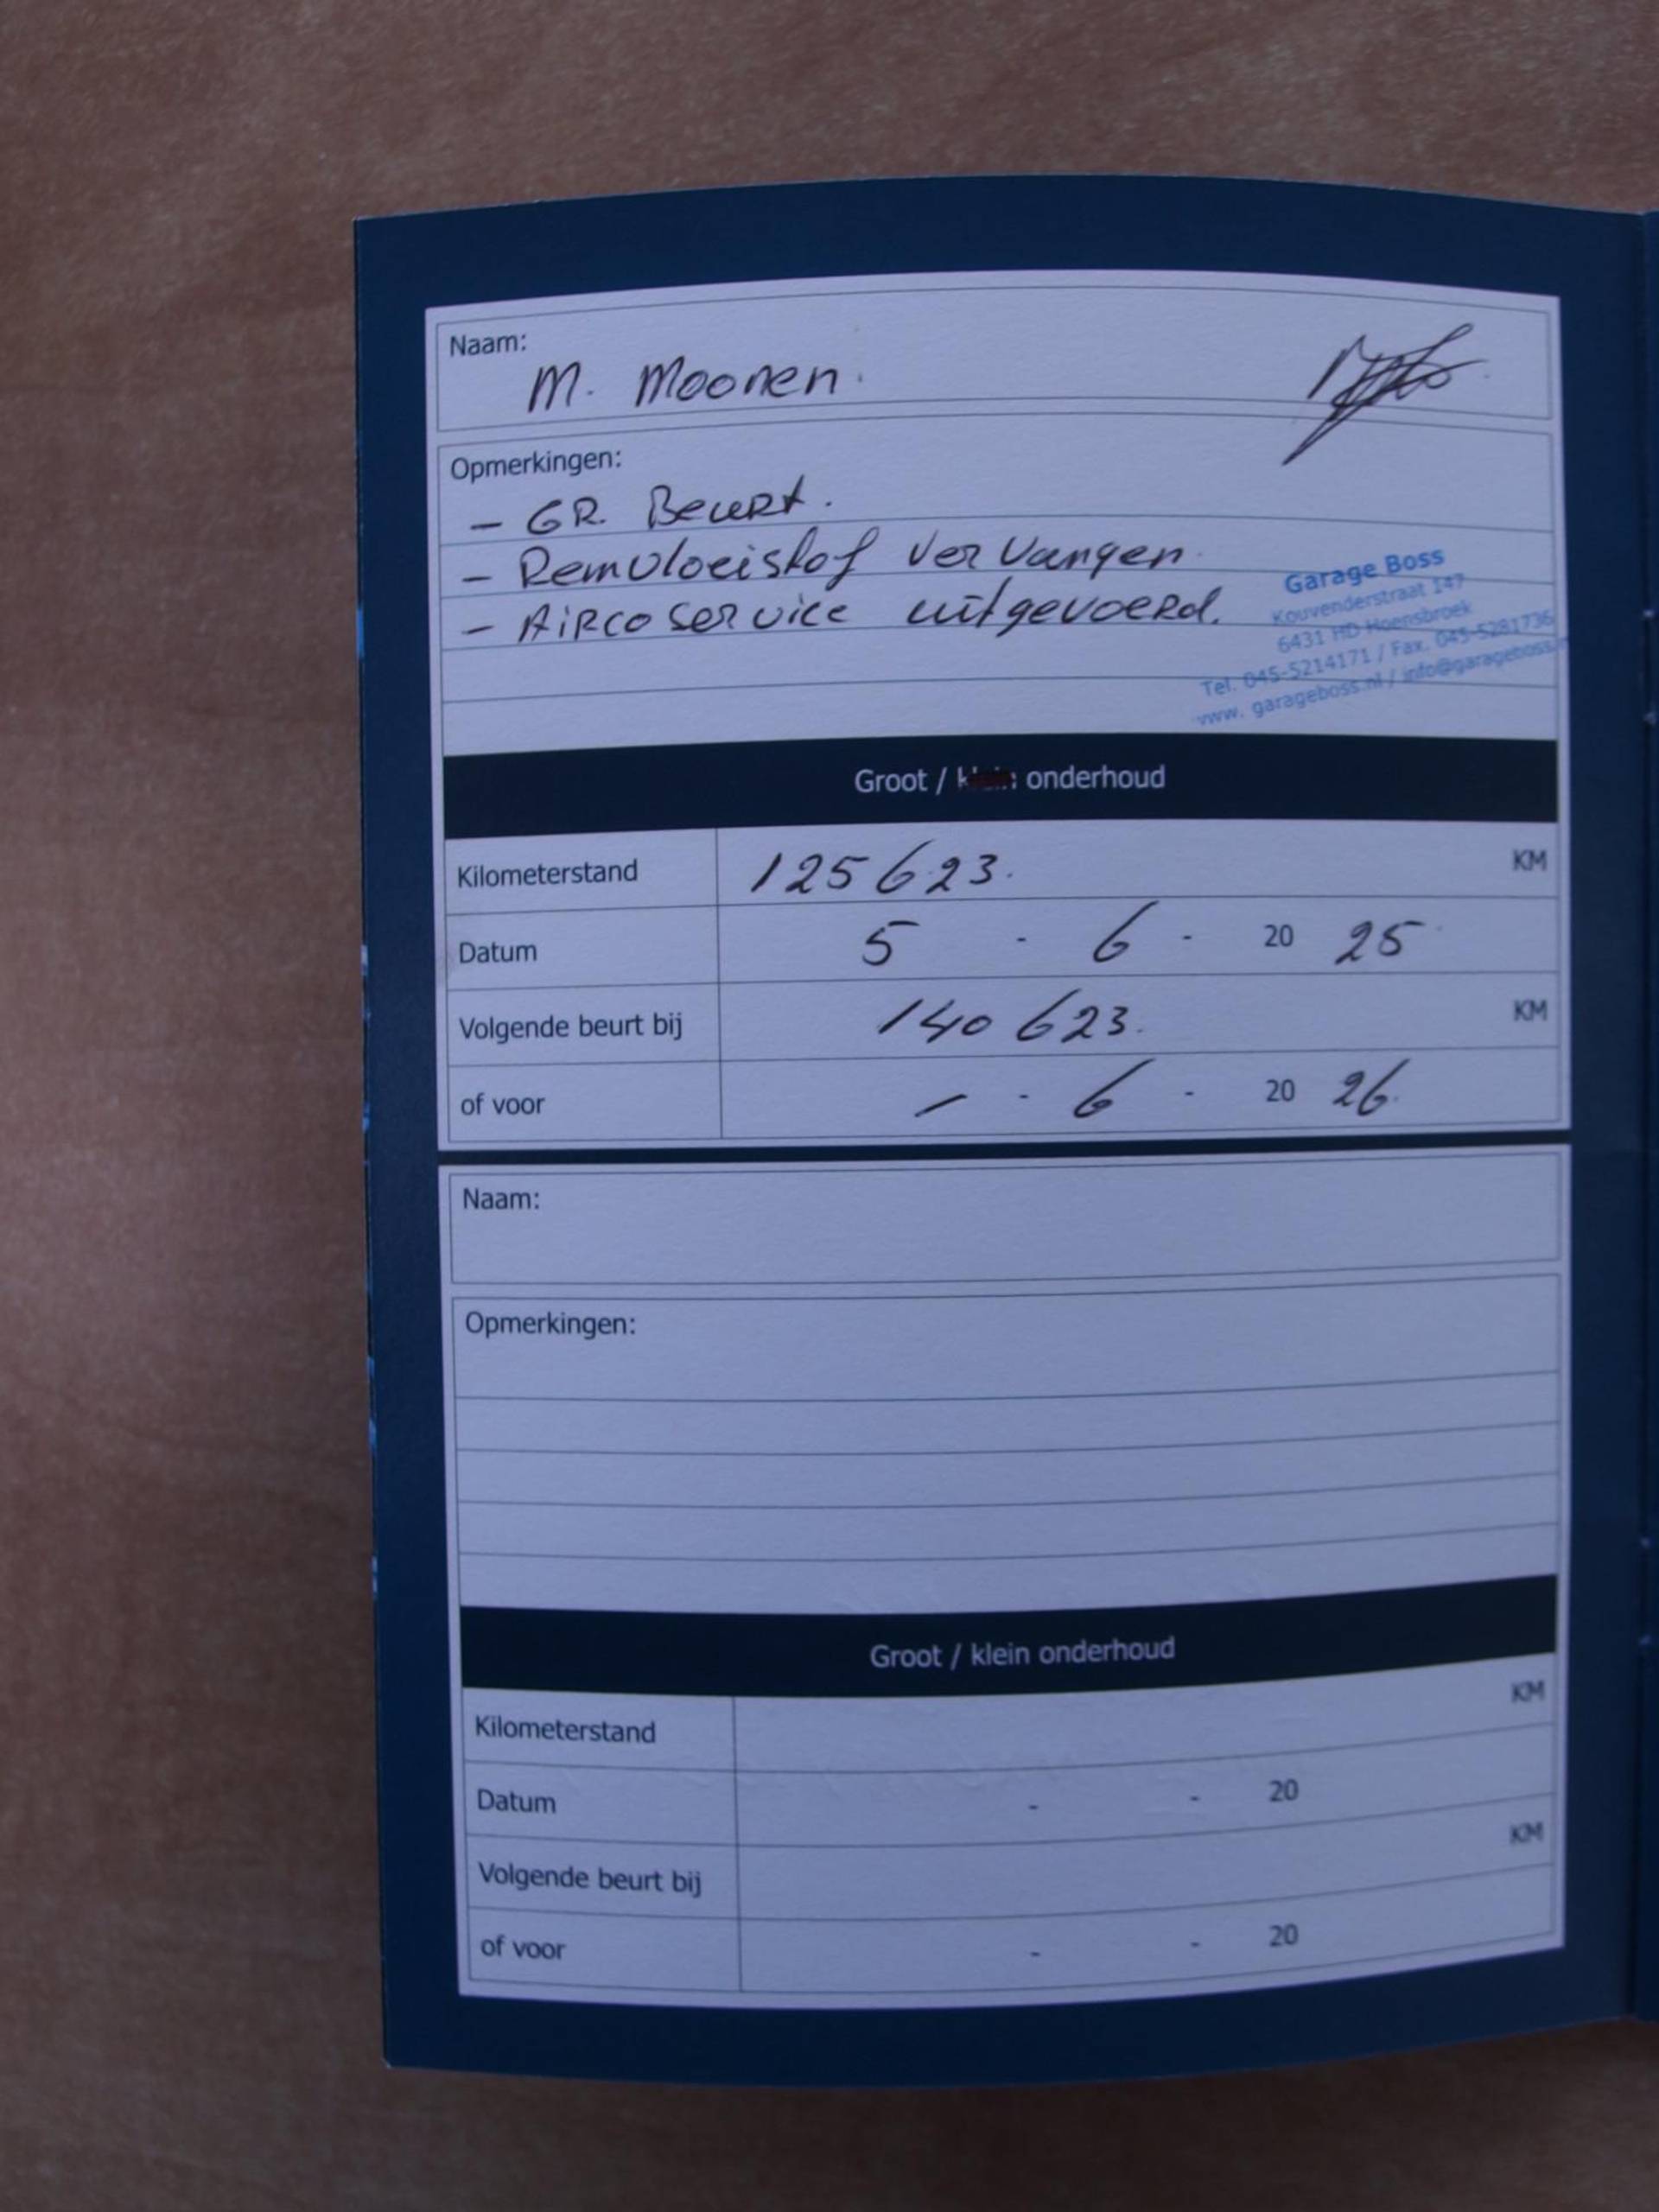 Naam:
M. Moonen.
Opmerkingen:
- GR. Beurt.
- Remvloeistof vervangen.
- Airco service uitgevoerd.
Garage Boss
Kouvenderstraat 147
6431 HD Hoensbroek
Tel. 045-5214171 / Fax. 045-5281736
www. garageboss.nl / info@garageboss.
Groot / klein onderhoud
Kilometerstand 125623. KM
Datum 5 - 6 - 20 25
Volgende beurt bij 140623. KM
of voor - - 6 - 20 26.
Naam:
Opmerkingen:
Groot / klein onderhoud
Kilometerstand KM
Datum - - 20
Volgende beurt bij KM
of voor - - 20